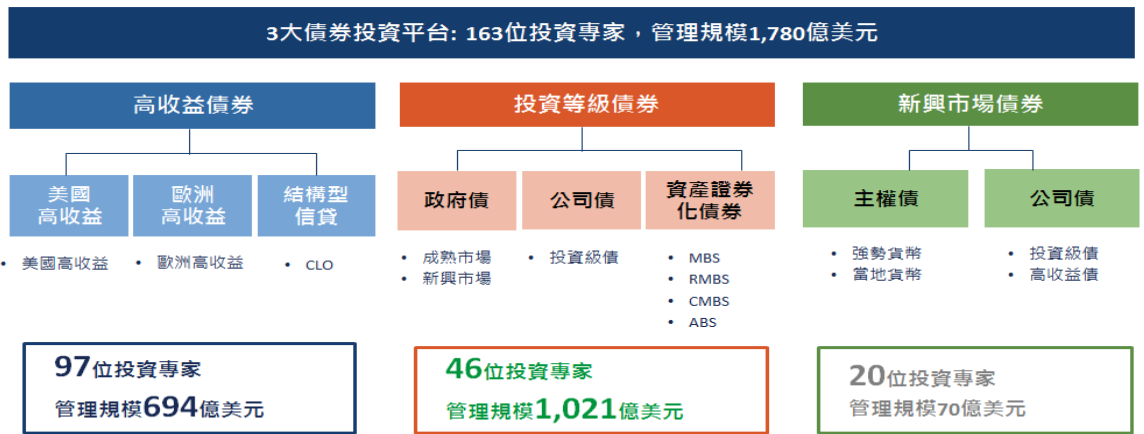 3大債券投資平台: 163位投資專家，管理規模1,780億美元
高收益債券
美國
高收益
歐洲
高收益
結構型
信貸
• 美國高收益
• 歐洲高收益
• CLO
97位投資專家
管理規模694億美元
投資等級債券
政府債
公司債
資產證券
化債券
• 成熟市場
• 新興市場
• 投資級債
• MBS
• RMBS
• CMBS
• ABS
46位投資專家
管理規模1,021億美元
新興市場債券
主權債
公司債
• 強勢貨幣
• 當地貨幣
• 投資級債
• 高收益債
20位投資專家
管理規模70億美元